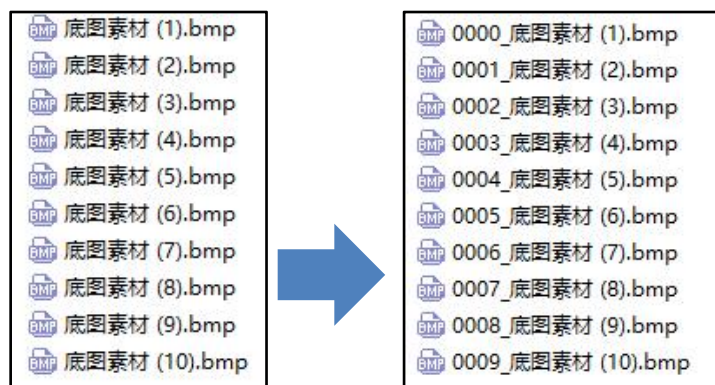 底图素材 (1).bmp
底图素材 (2).bmp
底图素材 (3).bmp
底图素材 (4).bmp
底图素材 (5).bmp
底图素材 (6).bmp
底图素材 (7).bmp
底图素材 (8).bmp
底图素材 (9).bmp
底图素材 (10).bmp
0000_底图素材 (1).bmp
0001_底图素材 (2).bmp
0002_底图素材 (3).bmp
0003_底图素材 (4).bmp
0004_底图素材 (5).bmp
0005_底图素材 (6).bmp
0006_底图素材 (7).bmp
0007_底图素材 (8).bmp
0008_底图素材 (9).bmp
0009_底图素材 (10).bmp